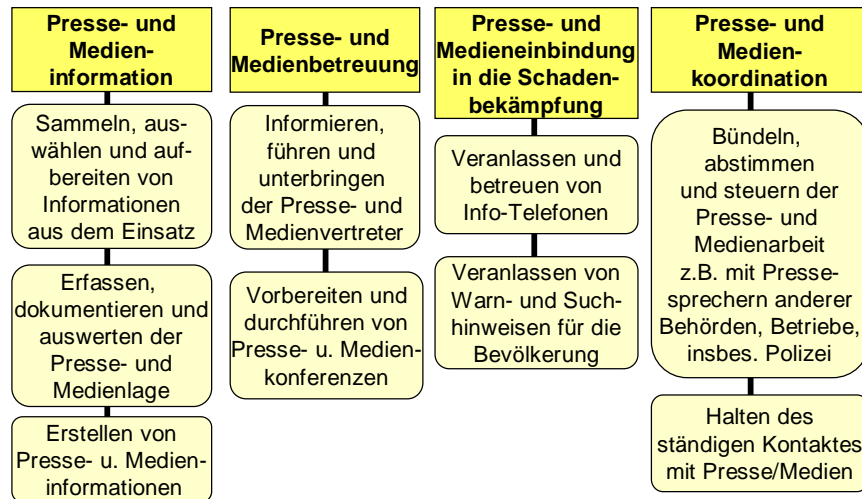 Presse- und
Medien-
information
Sammeln, aus-
wählen und auf-
bereiten von
Informationen
aus dem Einsatz
Erfassen,
dokumentieren und
auswerten der
Presse- und
Medienlage
Erstellen von
Presse- u. Medien-
informationen
Presse- und
Medienbetreuung
Informieren,
führen und
unterbringen
der Presse- und
Medienvertreter
Vorbereiten und
durchführen von
Presse- u. Medien-
konferenzen
Presse- und
Medieneinbindung
in die Schaden-
bekämpfung
Veranlassen und
betreuen von
Info-Telefonen
Veranlassen von
Warn- und Such-
hinweisen für die
Bevölkerung
Presse- und
Medien-
koordination
Bündeln,
abstimmen
und steuern der
Presse- und
Medienarbeit
z.B. mit Presse-
sprechern anderer
Behörden, Betriebe,
insbes. Polizei
Halten des
ständigen Kontaktes
mit Presse/Medien